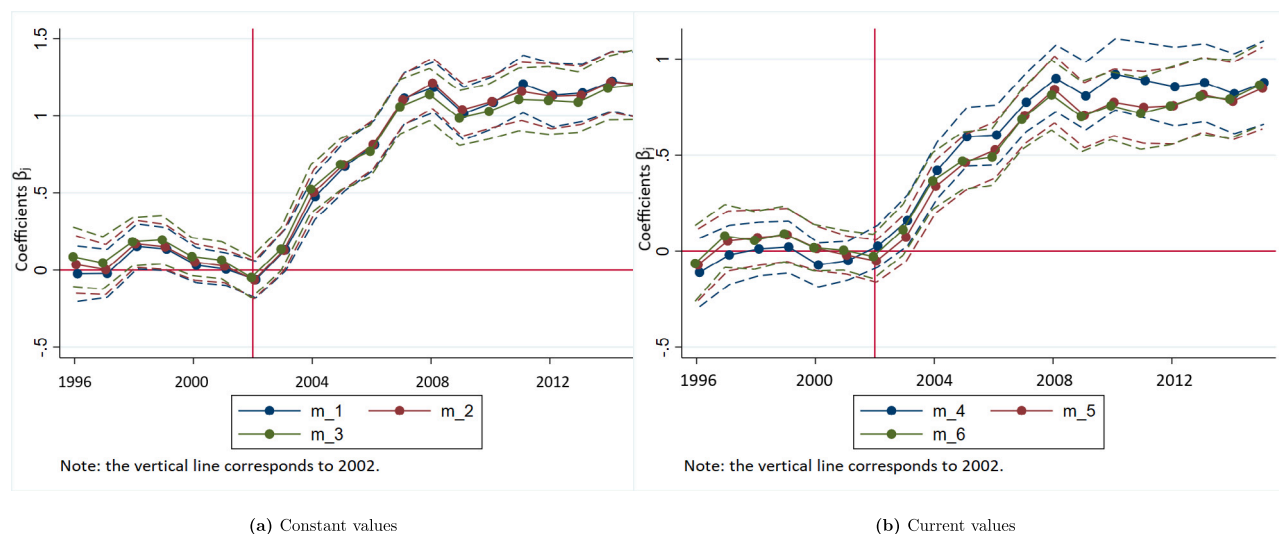 Coefficients βj
1.5
1
.5
0
-.5
1996 2000 2004 2008 2012
m_1 m_2
m_3
Note: the vertical line corresponds to 2002.
(a) Constant values
Coefficients βj
1
.5
0
-.5
1996 2000 2004 2008 2012
m_4 m_5
m_6
Note: the vertical line corresponds to 2002.
(b) Current values